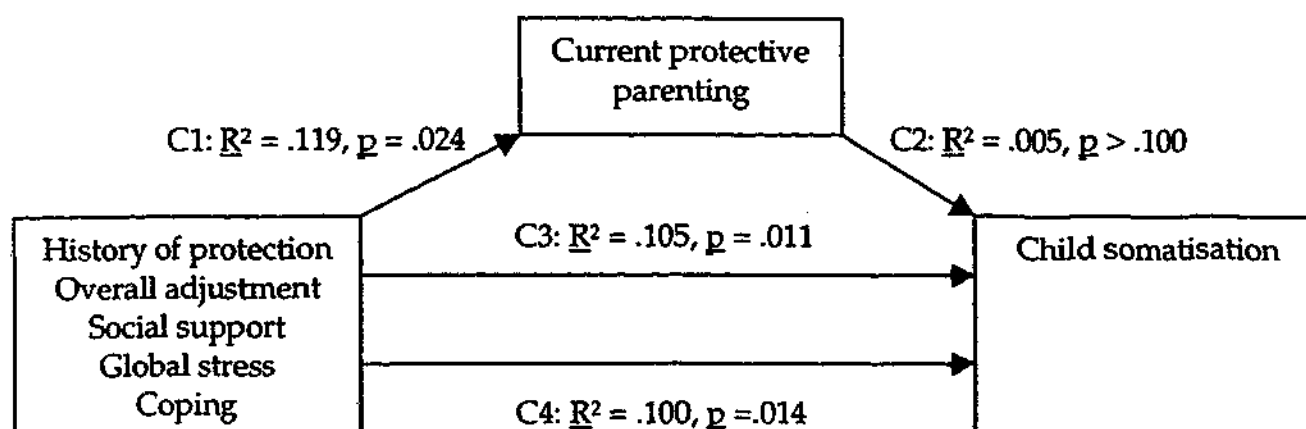 Current protective
parenting
C1: R² = .119, p = .024
C2: R² = .005, p > .100
C3: R² = .105, p = .011
History of protection
Overall adjustment
Social support
Global stress
Coping
Child somatisation
C4: R² = .100, p =.014